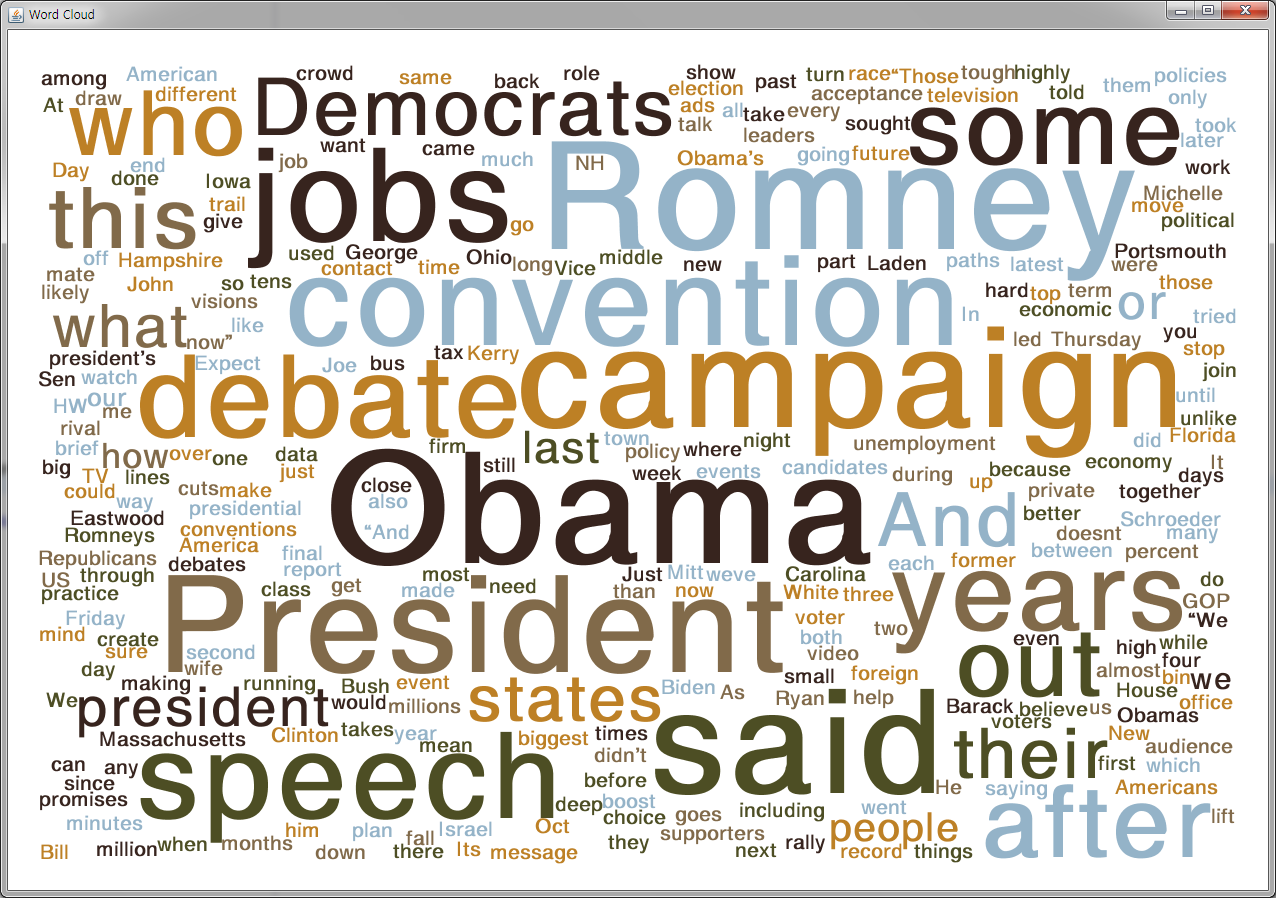 Word Cloud
among American crowd same back role show past turn race “Those tough highly policies
At draw different who Democrats election told them only
ads all take every acceptance television some took
talk leaders sought later
want came much Obama’s going future work
Day end done job jobs NH Romney Michelle
this Iowa trail give go move political
off Hampshire used George Ohio long Vice middle new part Laden paths latest were Portsmouth
mate contact time convention those
likely John so tens visions hard top term economic or
what now” like In tried
president’s Expect Joe bus tax Kerry campaign led Thursday you stop
Sen watch debate join
HW our me until
rival unlike
brief how over one data firm last town policy where night unemployment did Florida
big TV lines just Obama still week events candidates during up because economy It days
could way cuts make close private together
presidential also And better
Eastwood conventions “And Schroeder
Romneys America doesnt many
Republicans debates final report each former between percent
US through class get made most need Just than Mitt weve now Carolina White three years do
practice President GOP
Friday voter two “We
mind create sure second both video out even high while
day wife small foreign almost bin four we
We making running Bush event states Biden As Ryan help House office
president would millions said Barack believe us Obamas
Massachusetts Clinton takes year mean biggest times their voters New audience
didn’t first which
can any speech before
since He saying Americans
promises deep boost choice goes including went after lift
minutes him plan fall Israel Oct they supporters people
Bill million when months down there Its message next rally record things